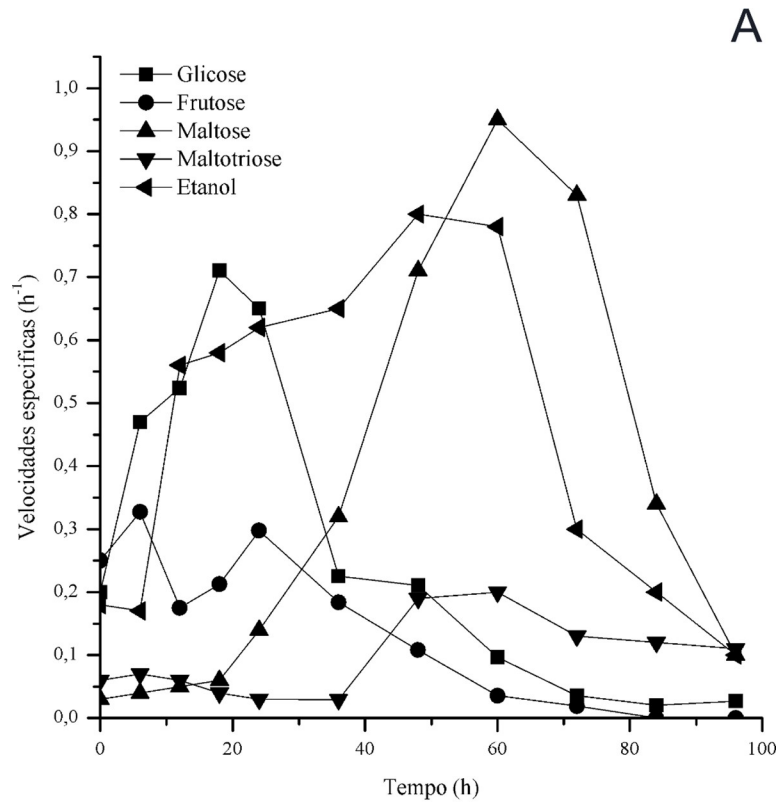 A
Glicose
Frutose
Maltose
Maltotriose
Etanol
1,0
0,9
0,8
0,7
0,6
0,5
0,4
0,3
0,2
0,1
0,0
Velocidades especificas (h⁻¹)
0 20 40 60 80 100
Tempo (h)